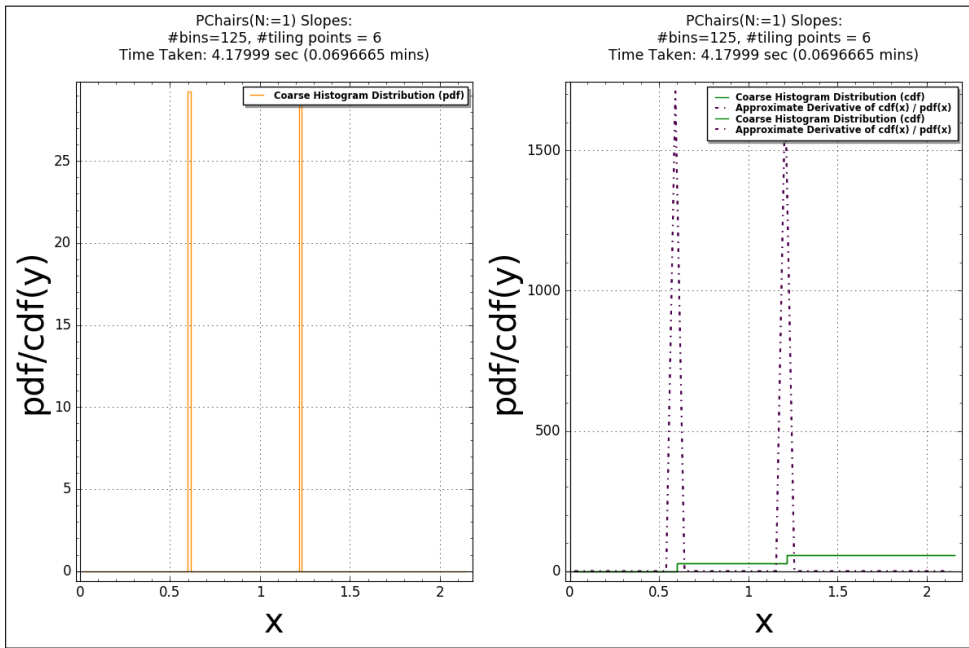 PChairs(N:=1) Slopes:
#bins=125, #tiling points = 6
Time Taken: 4.17999 sec (0.0696665 mins)
Coarse Histogram Distribution (pdf)
25
20
15
10
5
0
pdf/cdf(y)
0
0.5
1
1.5
2
x
PChairs(N:=1) Slopes:
#bins=125, #tiling points = 6
Time Taken: 4.17999 sec (0.0696665 mins)
Coarse Histogram Distribution (cdf)
Approximate Derivative of cdf(x) / pdf(x)
Coarse Histogram Distribution (cdf)
Approximate Derivative of cdf(x) / pdf(x)
1500
1000
500
0
pdf/cdf(y)
0
0.5
1
1.5
2
x